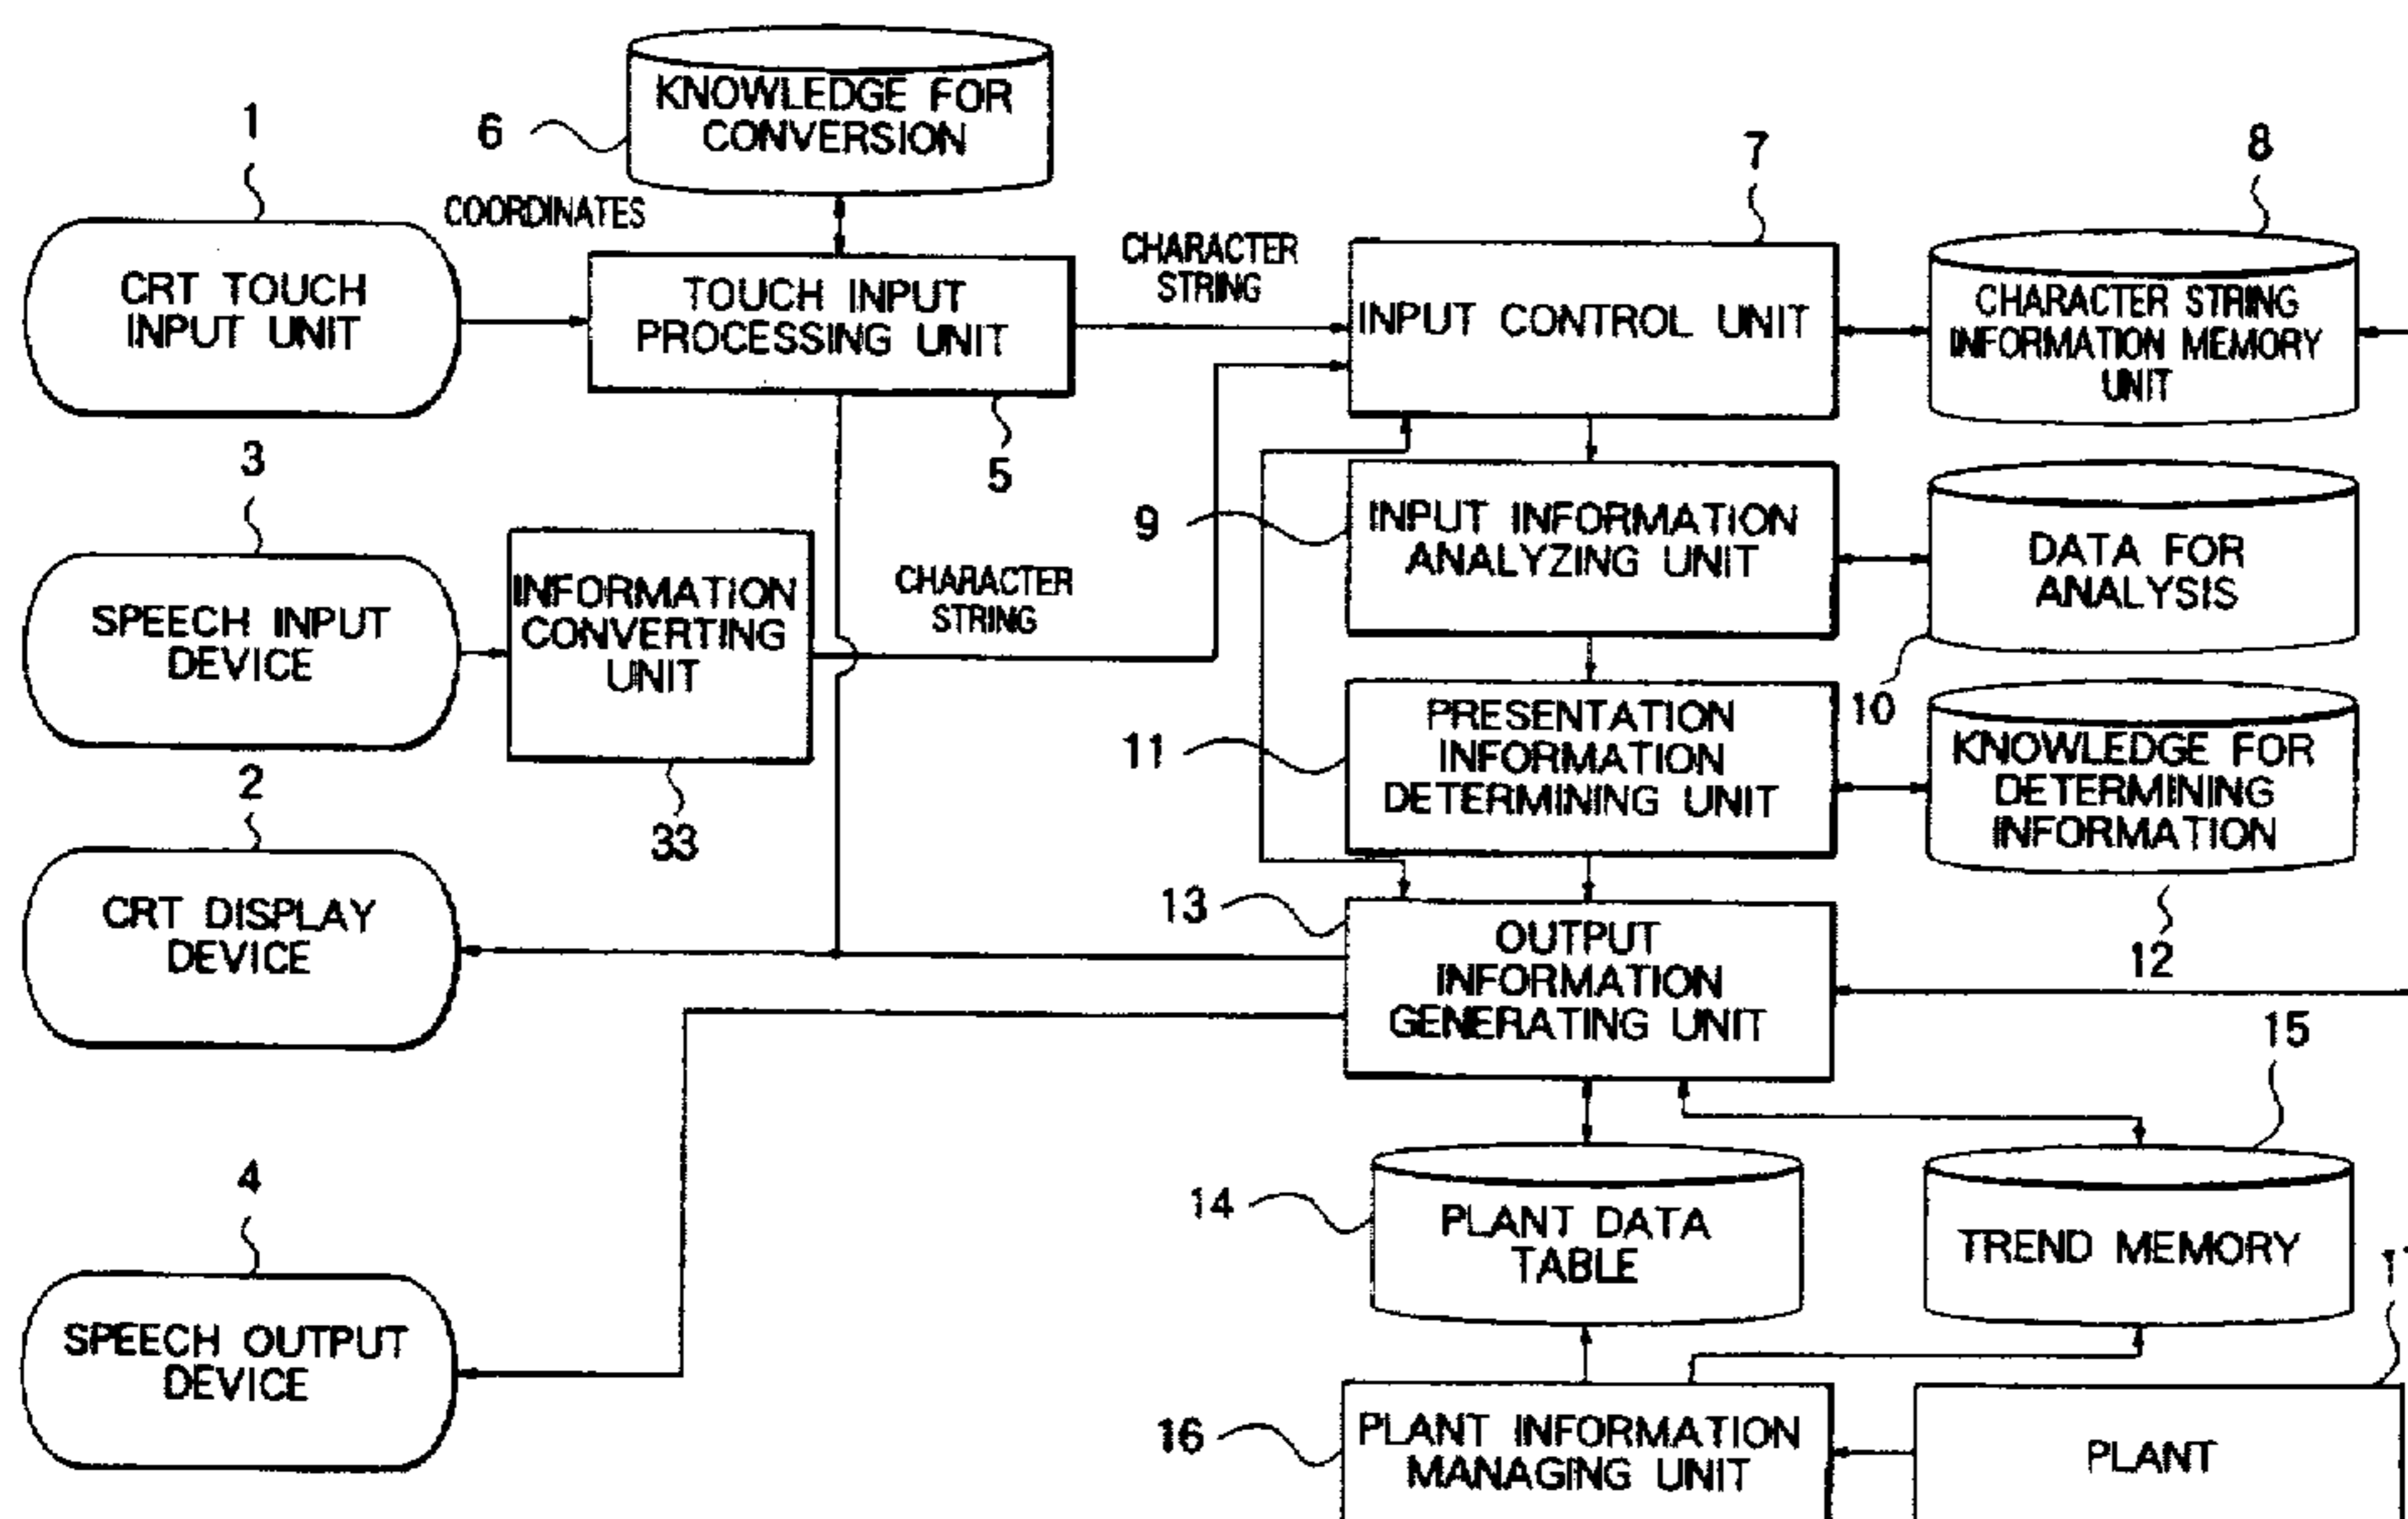 KNOWLEDGE FOR
CONVERSION
6
1
COORDINATES
CRT TOUCH
INPUT UNIT
TOUCH INPUT
PROCESSING UNIT
5
CHARACTER
STRING
7
INPUT CONTROL UNIT
8
CHARACTER STRING
INFORMATION MEMORY
UNIT
3
SPEECH INPUT
DEVICE
INFORMATION
CONVERTING
UNIT
33
CHARACTER
STRING
9
INPUT INFORMATION
ANALYZING UNIT
DATA FOR
ANALYSIS
10
11
PRESENTATION
INFORMATION
DETERMINING UNIT
KNOWLEDGE FOR
DETERMINING
INFORMATION
12
2
CRT DISPLAY
DEVICE
13
OUTPUT
INFORMATION
GENERATING UNIT
15
4
SPEECH OUTPUT
DEVICE
14
PLANT DATA
TABLE
TREND MEMORY
16
PLANT INFORMATION
MANAGING UNIT
PLANT